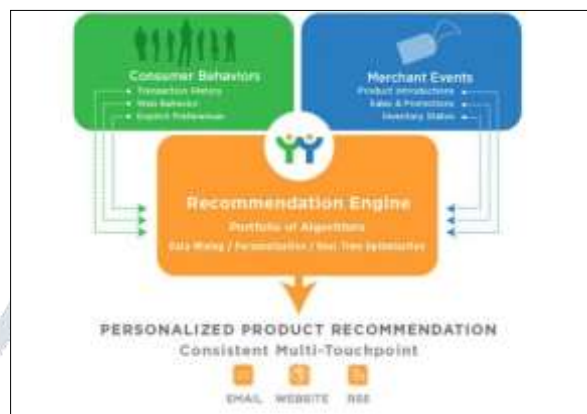 Consumer Behaviors
Transaction History
Web Behavior
Explicit Preferences
Merchant Events
Product Introductions
Sales & Promotions
Inventory Status
Recommendation Engine
Portfolio of Algorithms
Data Mining / Personalization / Real Time Optimization
PERSONALIZED PRODUCT RECOMMENDATION
Consistent Multi-Touchpoint
EMAIL WEBSITE RSS